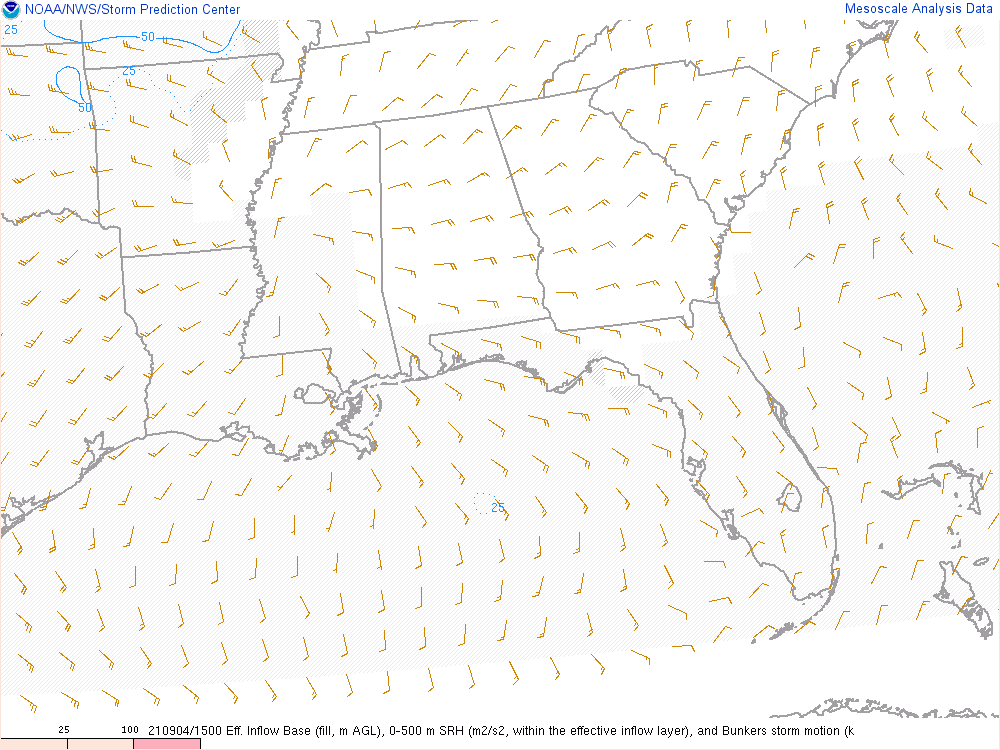 NOAA/NWS/Storm Prediction Center
Mesoscale Analysis Data
25
50
25
50
25
25 100 210904/1500 Eff. Inflow Base (fill, m AGL), 0-500 m SRH (m2/s2, within the effective inflow layer), and Bunkers storm motion (k